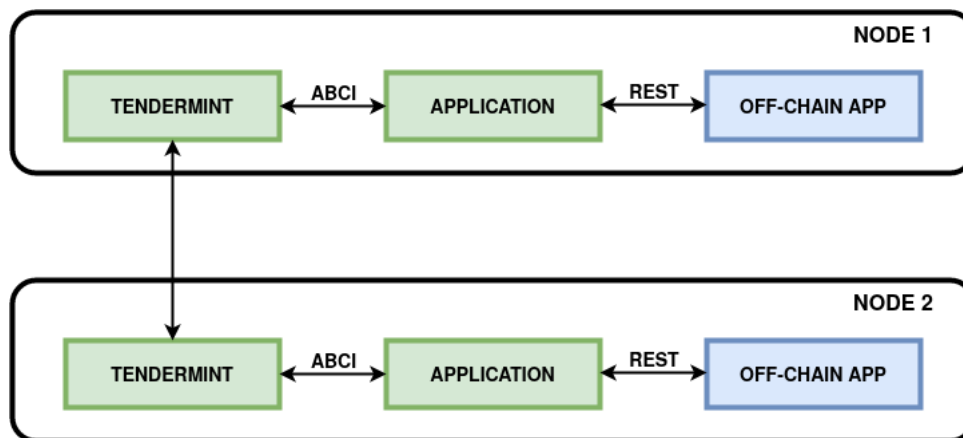 NODE 1
TENDERMINT
ABCI
APPLICATION
REST
OFF-CHAIN APP
NODE 2
TENDERMINT
ABCI
APPLICATION
REST
OFF-CHAIN APP